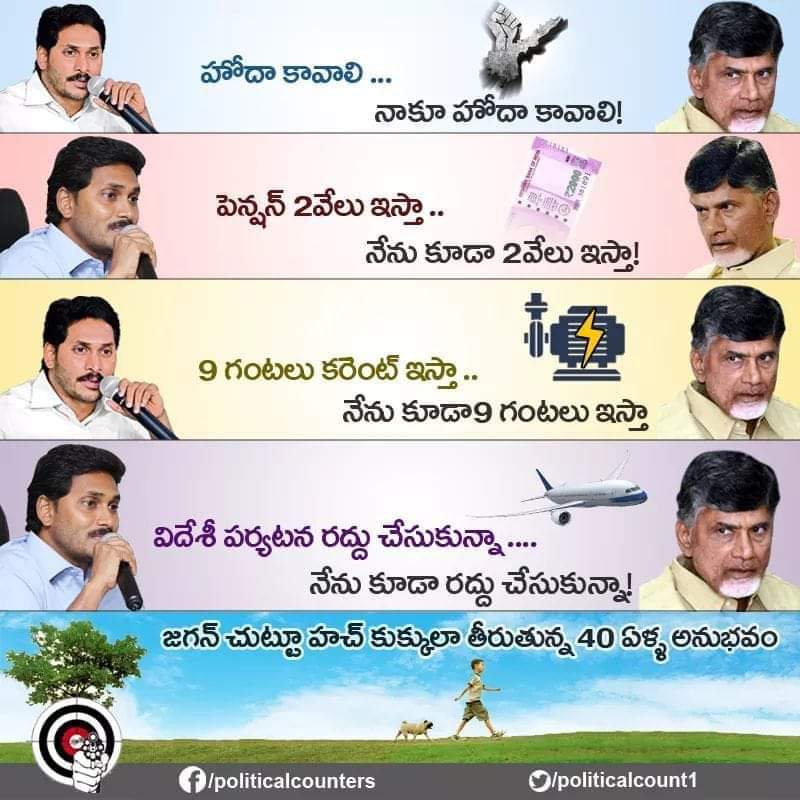 హోదా కావాలి ...
నాకూ హోదా కావాలి!
పెన్షన్ 2వేలు ఇస్తా ..
నేను కూడా 2వేలు ఇస్తా!
9 గంటలు కరెంట్ ఇస్తా ..
నేను కూడా9 గంటలు ఇస్తా
విదేశీ పర్యటన రద్దు చేసుకున్నా ....
నేను కూడా రద్దు చేసుకున్నా!
జగన్ చుట్టూ హచ్ కుక్కులా తీరుతున్న 40 ఏళ్ళ అనుభవం
/politicalcounters
/politicalcount1